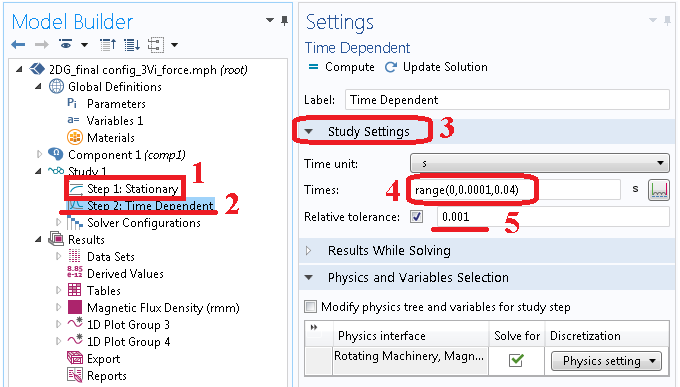 Model Builder
2DG_final config_3Vi_force.mph (root)
Global Definitions
Pi Parameters
a= Variables 1
Materials
Component 1 (comp1)
Study 1
Step 1: Stationary
1
Step 2: Time Dependent
2
Solver Configurations
Results
Data Sets
8.85
e-12
Derived Values
Tables
Magnetic Flux Density (rmm)
1D Plot Group 3
1D Plot Group 4
Export
Reports
Settings
Time Dependent
= Compute
Update Solution
Label: Time Dependent
Study Settings
3
Time unit: s
Times: 4 range(0,0.0001,0.04) s
Relative tolerance: 0.001 5
Results While Solving
Physics and Variables Selection
Modify physics tree and variables for study step
Physics interface Solve for Discretization
Rotating Machinery, Magn... Physics setting